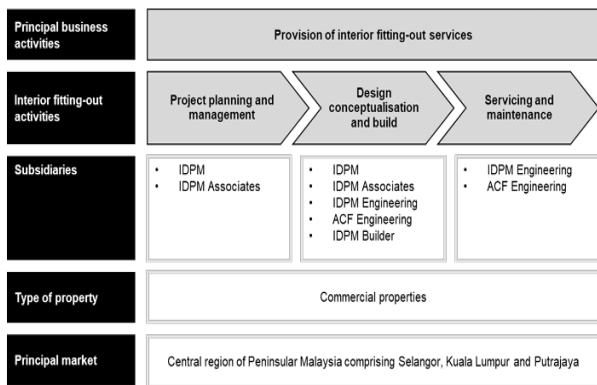 Principal business
activities
Provision of interior fitting-out services
Interior fitting-out
activities
Project planning and
management
Design
conceptualisation
and build
Servicing and
maintenance
Subsidiaries
• IDPM
• IDPM Associates
• IDPM
• IDPM Associates
• IDPM Engineering
• ACF Engineering
• IDPM Builder
• IDPM Engineering
• ACF Engineering
Type of property
Commercial properties
Principal market
Central region of Peninsular Malaysia comprising Selangor, Kuala Lumpur and Putrajaya